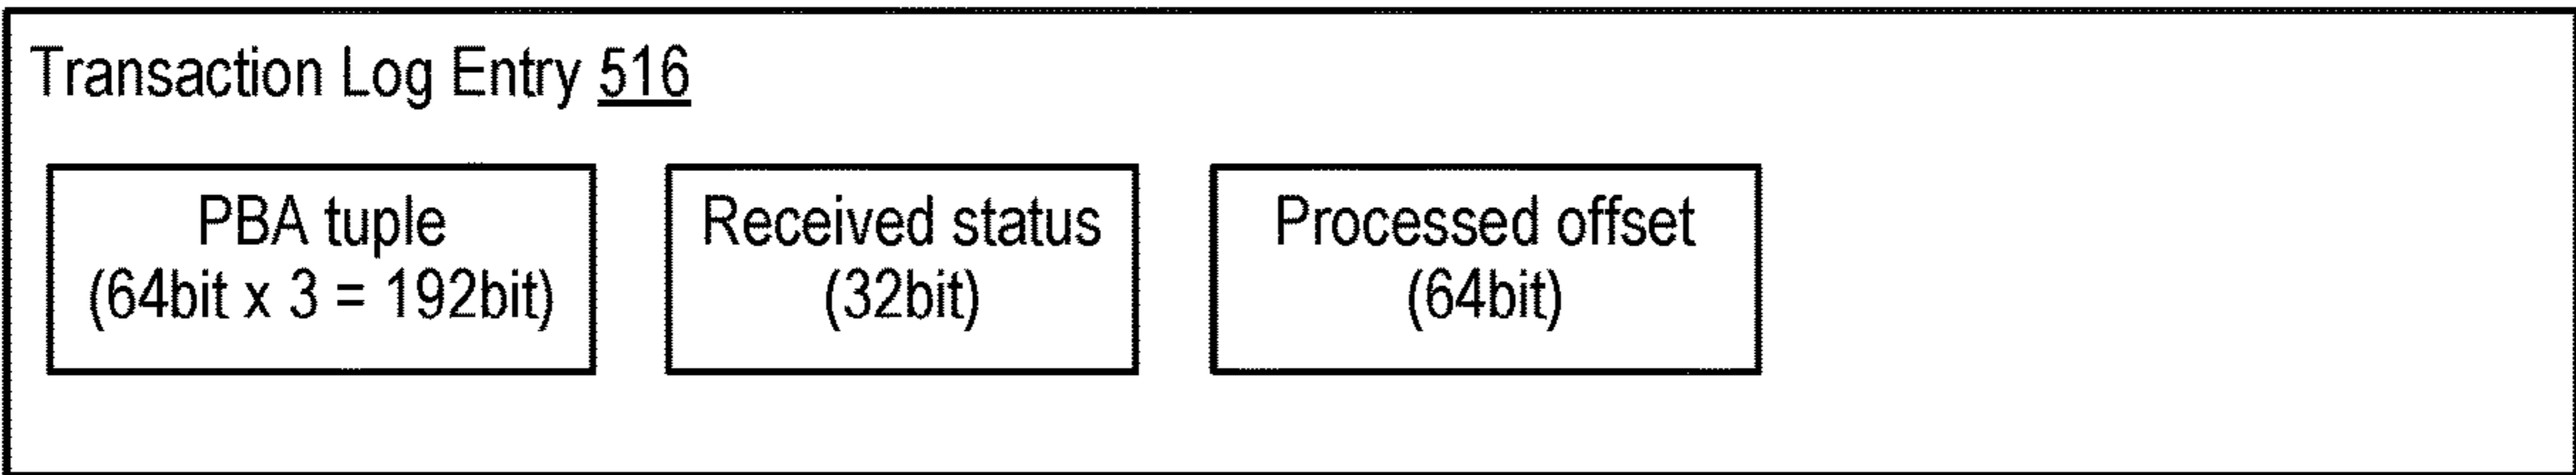 Transaction Log Entry 516
PBA tuple
(64bit x 3 = 192bit)
Received status
(32bit)
Processed offset
(64bit)